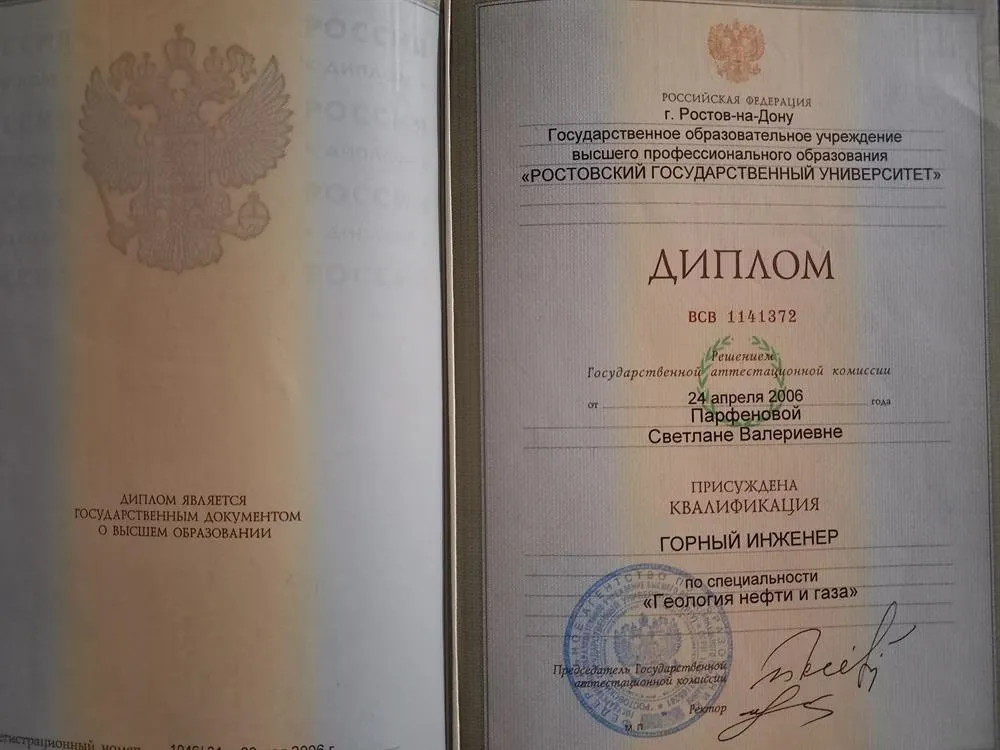 ДИПЛОМ ЯВЛЯЕТСЯ
ГОСУДАРСТВЕННЫМ ДОКУМЕНТОМ
О ВЫСШЕМ ОБРАЗОВАНИИ
РОССИЙСКАЯ ФЕДЕРАЦИЯ
г. Ростов-на-Дону
Государственное образовательное учреждение
высшего профессионального образования
«РОСТОВСКИЙ ГОСУДАРСТВЕННЫЙ УНИВЕРСИТЕТ»
ДИПЛОМ
ВСВ 1141372
Решением
Государственной аттестационной комиссии
от 24 апреля 2006 года
Парфеновой
Светлане Валериевне
ПРИСУЖДЕНА
КВАЛИФИКАЦИЯ
ГОРНЫЙ ИНЖЕНЕР
по специальности
«Геология нефти и газа»
Председатель Государственной
аттестационной комиссии
Ректор
М.П.